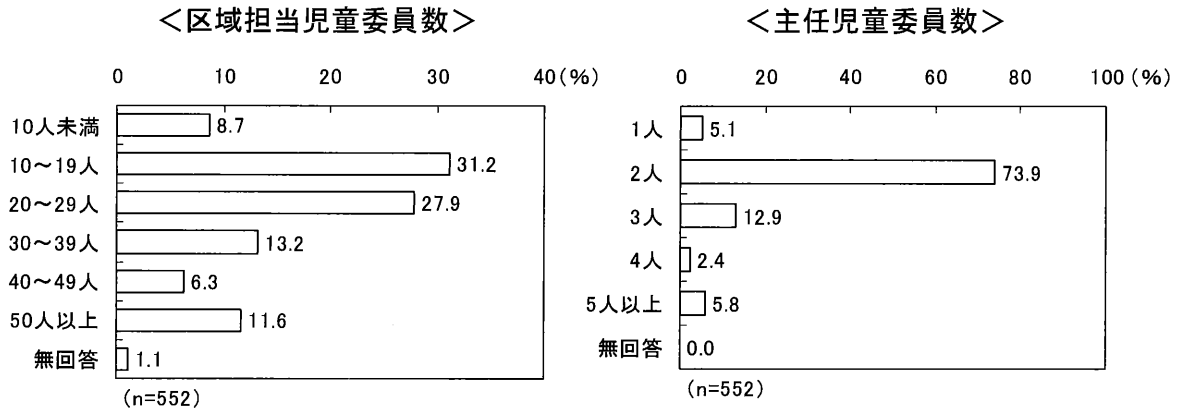 ＜区域担当児童委員数＞
0 10 20 30 40(%)
10人未満 8.7
10～19人 31.2
20～29人 27.9
30～39人 13.2
40～49人 6.3
50人以上 11.6
無回答 1.1
(n=552)
＜主任児童委員数＞
0 20 40 60 80 100 (%)
1人 5.1
2人 73.9
3人 12.9
4人 2.4
5人以上 5.8
無回答 0.0
(n=552)